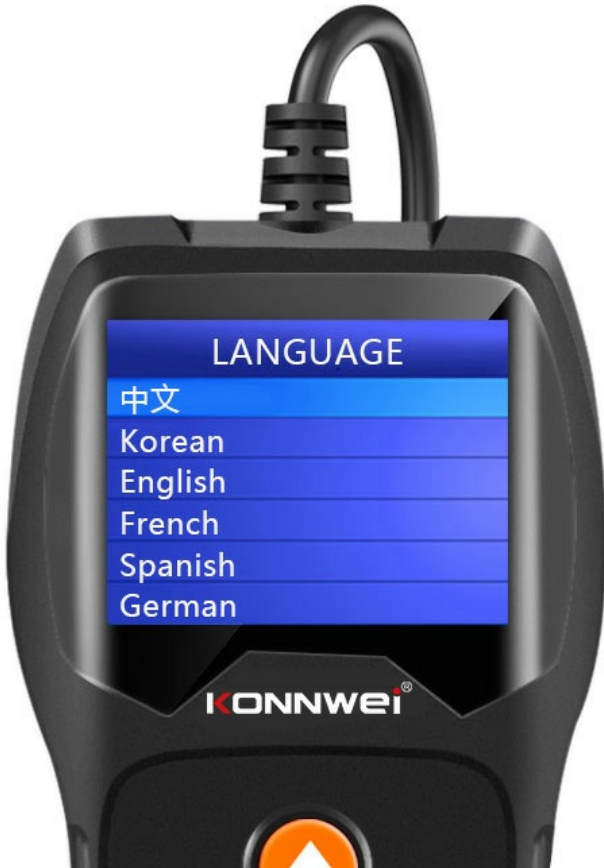 LANGUAGE
中文
Korean
English
French
Spanish
German
KONNWEI®